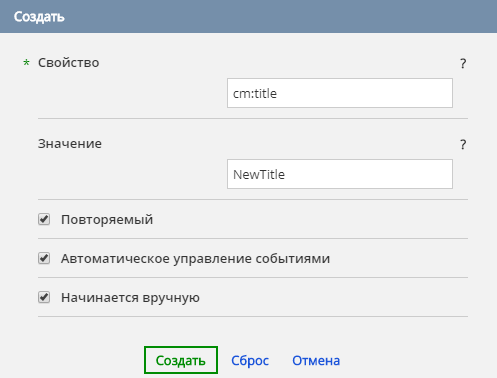 Создать
* Свойство ?
cm:title
Значение ?
NewTitle
Повторяемый
Автоматическое управление событиями
Начинается вручную
Создать Сброс Отмена